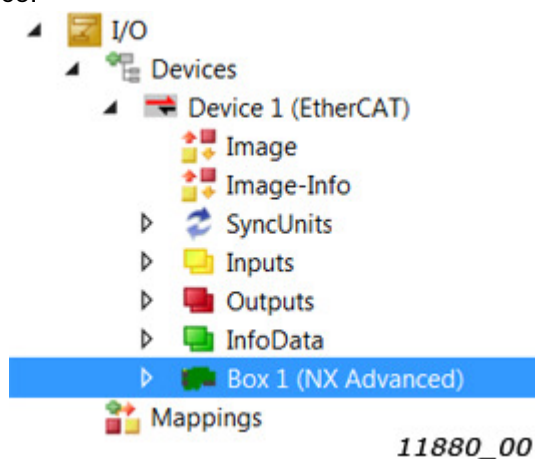 I/O
Devices
Device 1 (EtherCAT)
Image
Image-Info
SyncUnits
Inputs
Outputs
InfoData
Box 1 (NX Advanced)
Mappings
11880_00